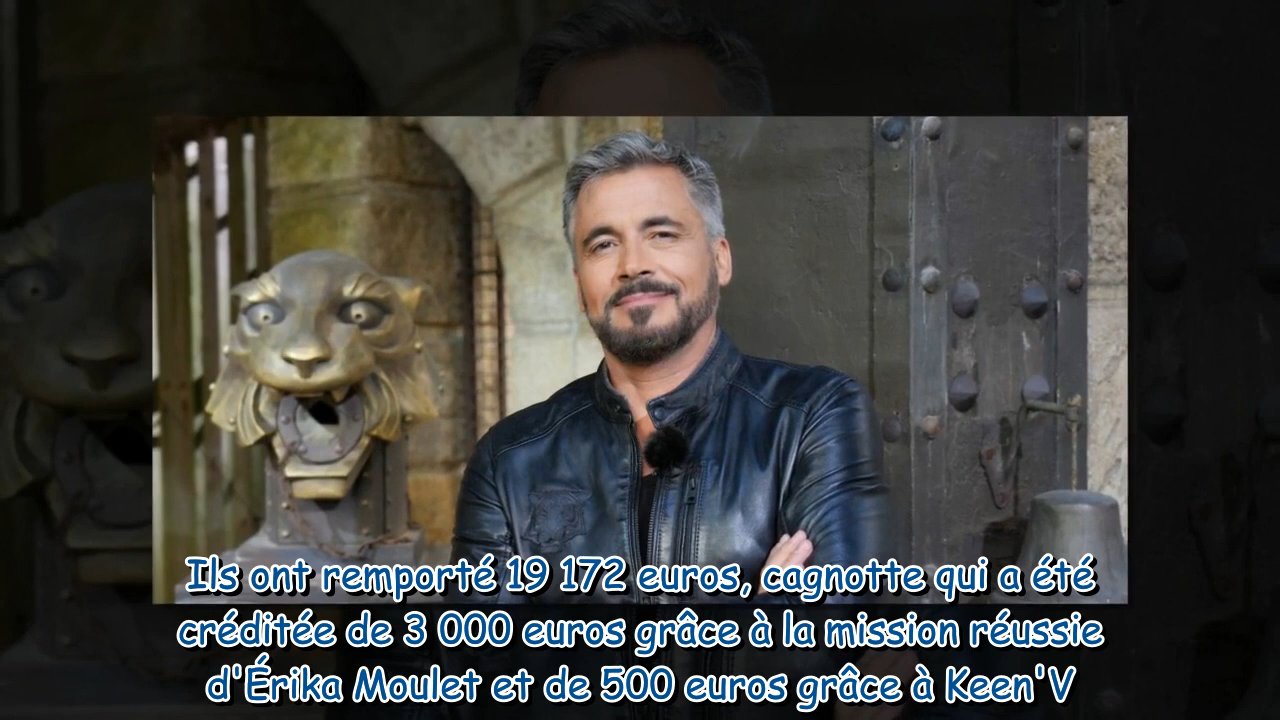 Ils ont remporté 19 172 euros, cagnotte qui a été
créditée de 3 000 euros grâce à la mission réussie
d'Érika Moulet et de 500 euros grâce à Keen'V